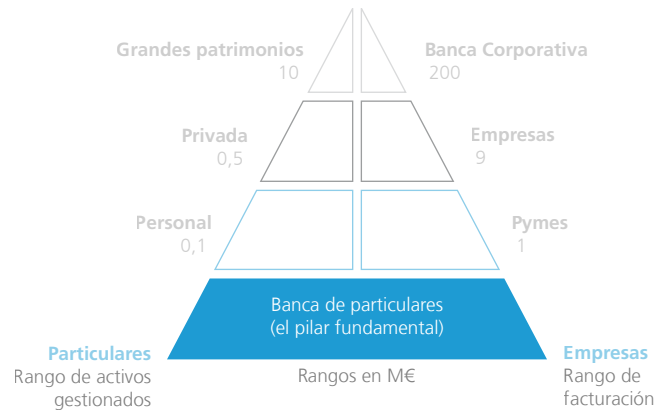 Grandes patrimonios
10
Banca Corporativa
200
Privada
0,5
Empresas
9
Personal
0,1
Pymes
1
Banca de particulares
(el pilar fundamental)
Particulares
Rango de activos
gestionados
Rangos en M€
Empresas
Rango de
facturación